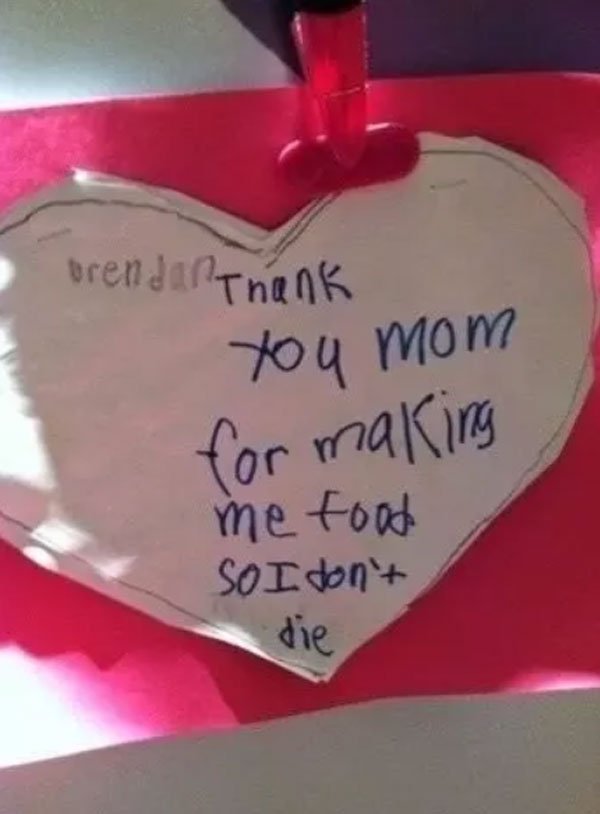 brendan
Thank
you mom
for making
me food
so I don't
die